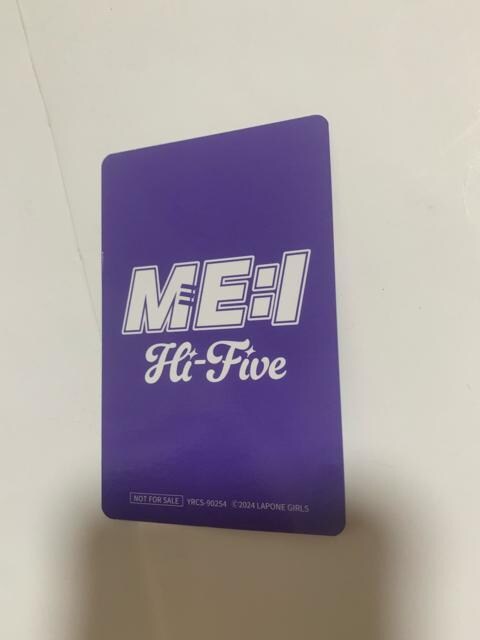 ME:I
Hi-Five
NOT FOR SALE YRCS-90254 ©2024 LAPONE GIRLS